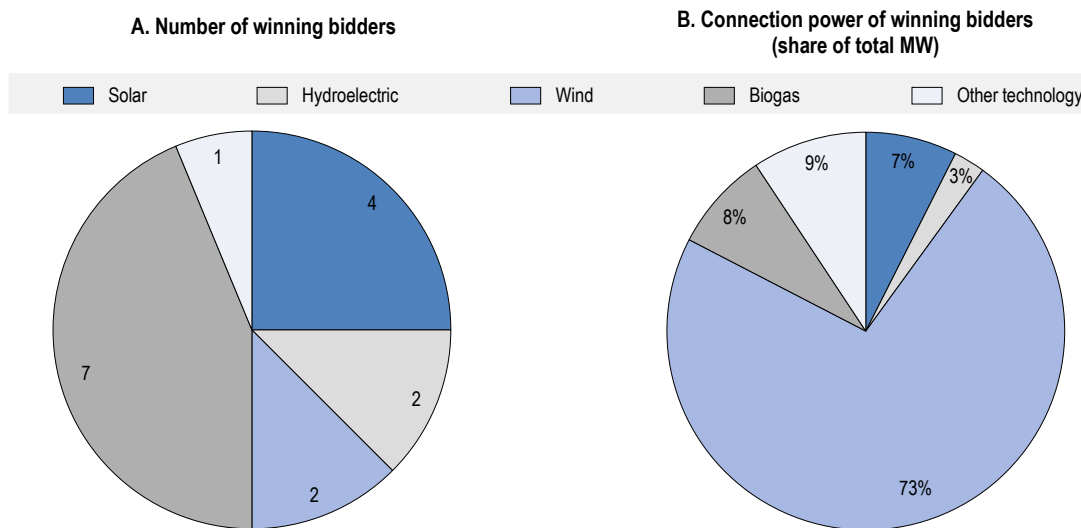 A. Number of winning bidders
B. Connection power of winning bidders
(share of total MW)
Solar
Hydroelectric
Wind
Biogas
Other technology
1
4
7
2
2
9%
7%
3%
8%
73%